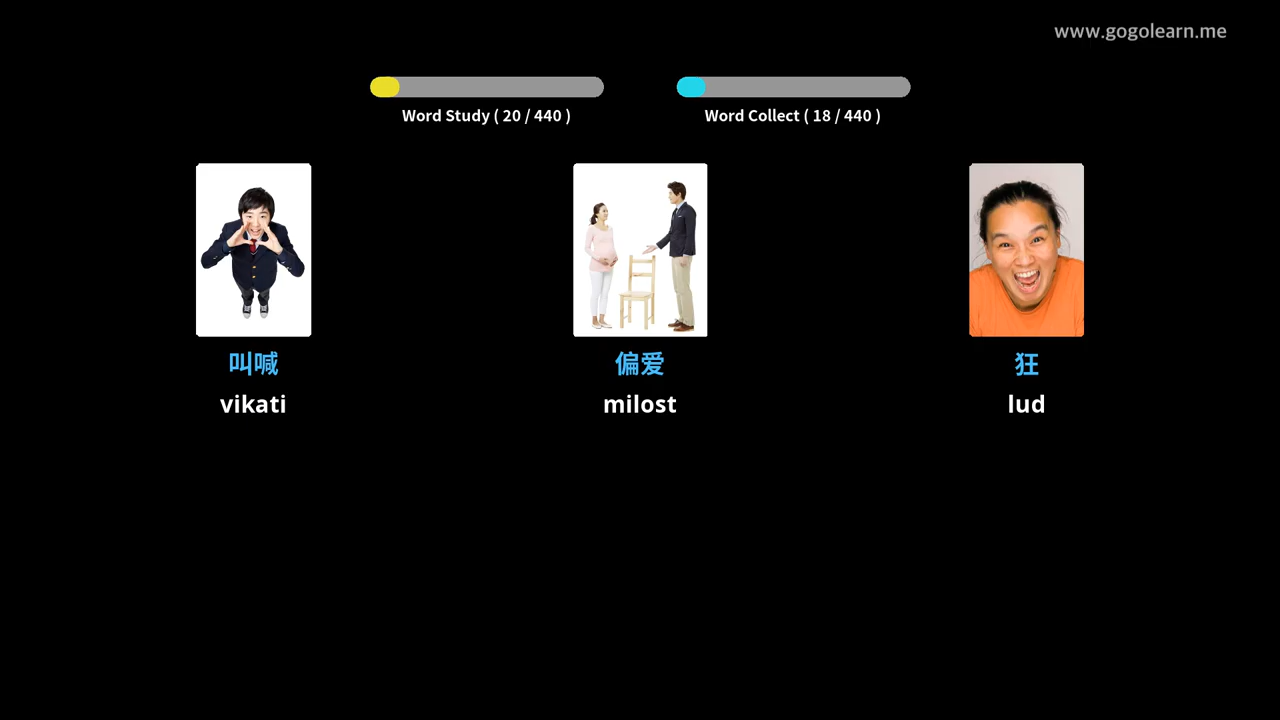 www.gogolearn.me
Word Study ( 20 / 440 )
Word Collect ( 18 / 440 )
叫喊
偏爱
狂
vikati
milost
lud